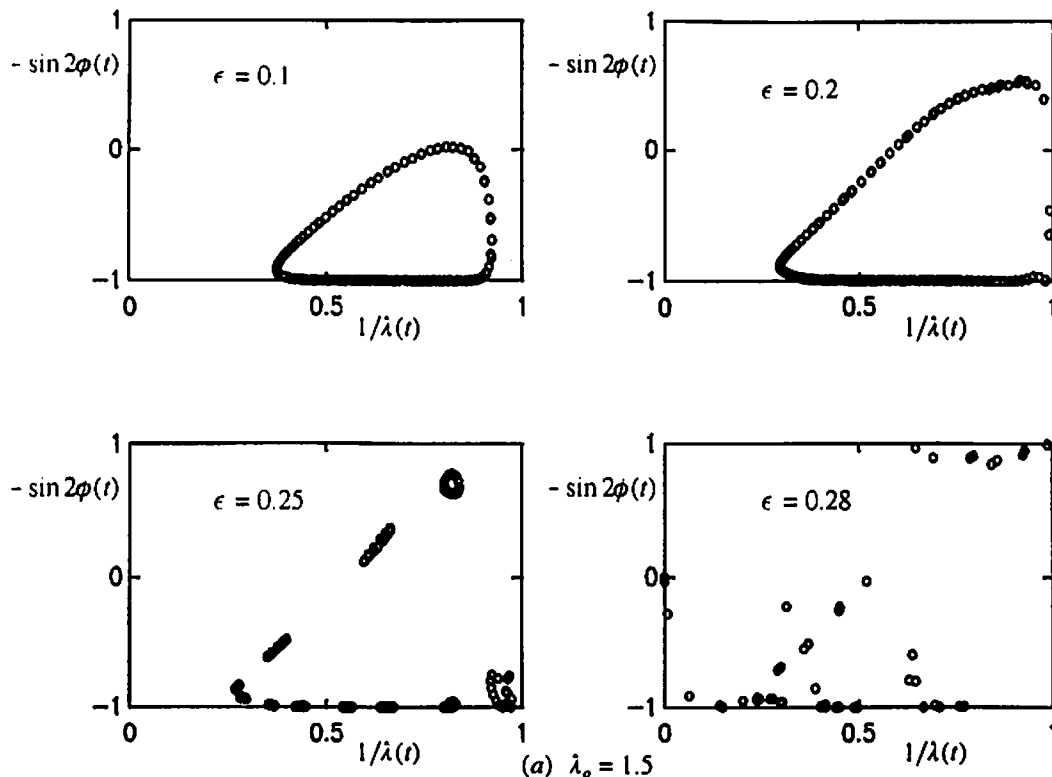 1
1
- sin 2φ(t)
ϵ = 0.1
- sin 2φ(t)
ϵ = 0.2
0
0
−1
−1
0
0.5
1
0
0.5
1
1/λ(t)
1/λ(t)
1
1
- sin 2φ(t)
ϵ = 0.25
- sin 2φ(t)
ϵ = 0.28
0
0
−1
−1
0
0.5
1
0
0.5
1
1/λ(t)
(a) λₒ = 1.5
1/λ(t)